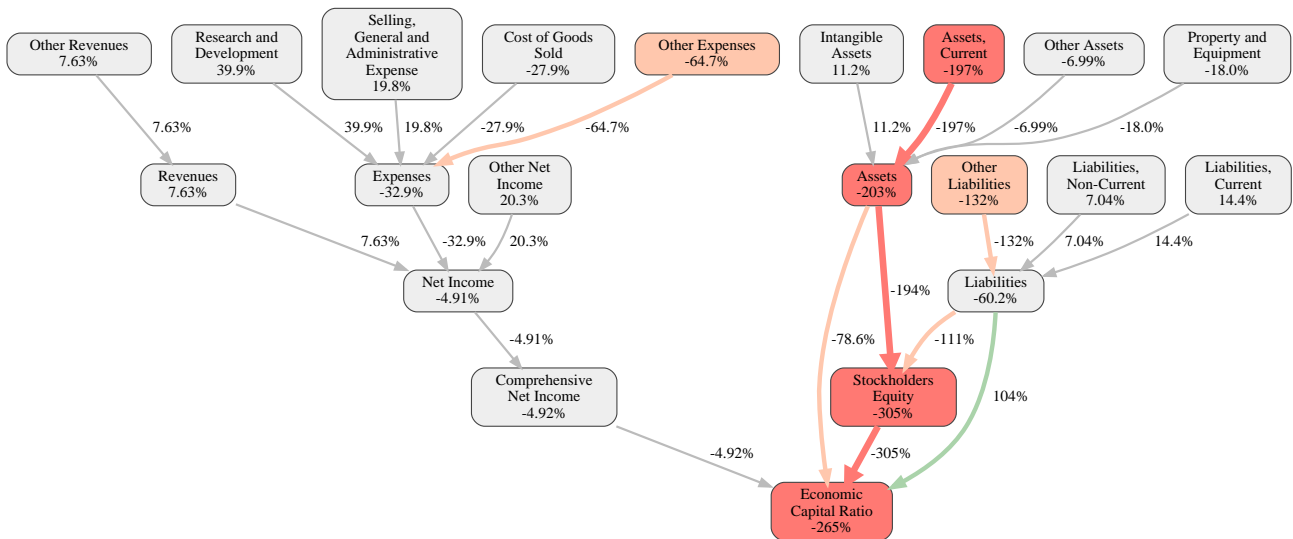 Other Revenues
7.63%
Research and
Development
39.9%
Selling,
General and
Administrative
Expense
19.8%
Cost of Goods
Sold
-27.9%
Other Expenses
-64.7%
Intangible
Assets
11.2%
Assets,
Current
-197%
Other Assets
-6.99%
Property and
Equipment
-18.0%
7.63%
39.9%
19.8%
-27.9%
-64.7%
11.2%
-197%
-6.99%
-18.0%
Revenues
7.63%
Expenses
-32.9%
Other Net
Income
20.3%
Assets
-203%
Other
Liabilities
-132%
Liabilities,
Non-Current
7.04%
Liabilities,
Current
14.4%
7.63%
-32.9%
20.3%
-132%
7.04%
14.4%
Net Income
-4.91%
Liabilities
-60.2%
-194%
-4.91%
-78.6%
-111%
Comprehensive
Net Income
-4.92%
Stockholders
Equity
-305%
104%
-4.92%
-305%
Economic
Capital Ratio
-265%